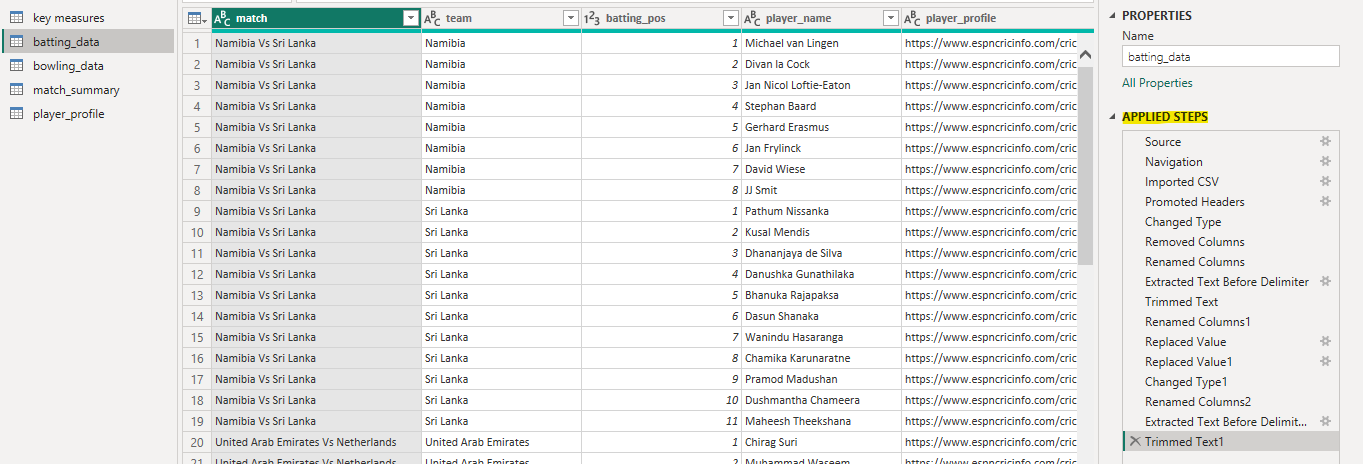 key measures
batting_data
bowling_data
match_summary
player_profile
ABC match ABC team 123 batting_pos ABC player_name ABC player_profile
1 Namibia Vs Sri Lanka Namibia 1 Michael van Lingen https://www.espncricinfo.com/cric
2 Namibia Vs Sri Lanka Namibia 2 Divan la Cock https://www.espncricinfo.com/cric
3 Namibia Vs Sri Lanka Namibia 3 Jan Nicol Loftie-Eaton https://www.espncricinfo.com/cric
4 Namibia Vs Sri Lanka Namibia 4 Stephan Baard https://www.espncricinfo.com/cric
5 Namibia Vs Sri Lanka Namibia 5 Gerhard Erasmus https://www.espncricinfo.com/cric
6 Namibia Vs Sri Lanka Namibia 6 Jan Frylinck https://www.espncricinfo.com/cric
7 Namibia Vs Sri Lanka Namibia 7 David Wiese https://www.espncricinfo.com/cric
8 Namibia Vs Sri Lanka Namibia 8 JJ Smit https://www.espncricinfo.com/cric
9 Namibia Vs Sri Lanka Sri Lanka 1 Pathum Nissanka https://www.espncricinfo.com/cric
10 Namibia Vs Sri Lanka Sri Lanka 2 Kusal Mendis https://www.espncricinfo.com/cric
11 Namibia Vs Sri Lanka Sri Lanka 3 Dhananjaya de Silva https://www.espncricinfo.com/cric
12 Namibia Vs Sri Lanka Sri Lanka 4 Danushka Gunathilaka https://www.espncricinfo.com/cric
13 Namibia Vs Sri Lanka Sri Lanka 5 Bhanuka Rajapaksa https://www.espncricinfo.com/cric
14 Namibia Vs Sri Lanka Sri Lanka 6 Dasun Shanaka https://www.espncricinfo.com/cric
15 Namibia Vs Sri Lanka Sri Lanka 7 Wanindu Hasaranga https://www.espncricinfo.com/cric
16 Namibia Vs Sri Lanka Sri Lanka 8 Chamika Karunaratne https://www.espncricinfo.com/cric
17 Namibia Vs Sri Lanka Sri Lanka 9 Pramod Madushan https://www.espncricinfo.com/cric
18 Namibia Vs Sri Lanka Sri Lanka 10 Dushmantha Chameera https://www.espncricinfo.com/cric
19 Namibia Vs Sri Lanka Sri Lanka 11 Maheesh Theekshana https://www.espncricinfo.com/cric
20 United Arab Emirates Vs Netherlands United Arab Emirates 1 Chirag Suri https://www.espncricinfo.com/cric
21 United Arab Emirates Vs Netherlands United Arab Emirates 2 Muhammad Waseem https://www.espncricinfo.com/cric
PROPERTIES
Name
batting_data
All Properties
APPLIED STEPS
Source
Navigation
Imported CSV
Promoted Headers
Changed Type
Removed Columns
Renamed Columns
Extracted Text Before Delimiter
Trimmed Text
Renamed Columns1
Replaced Value
Replaced Value1
Changed Type1
Renamed Columns2
Extracted Text Before Delimit...
Trimmed Text1